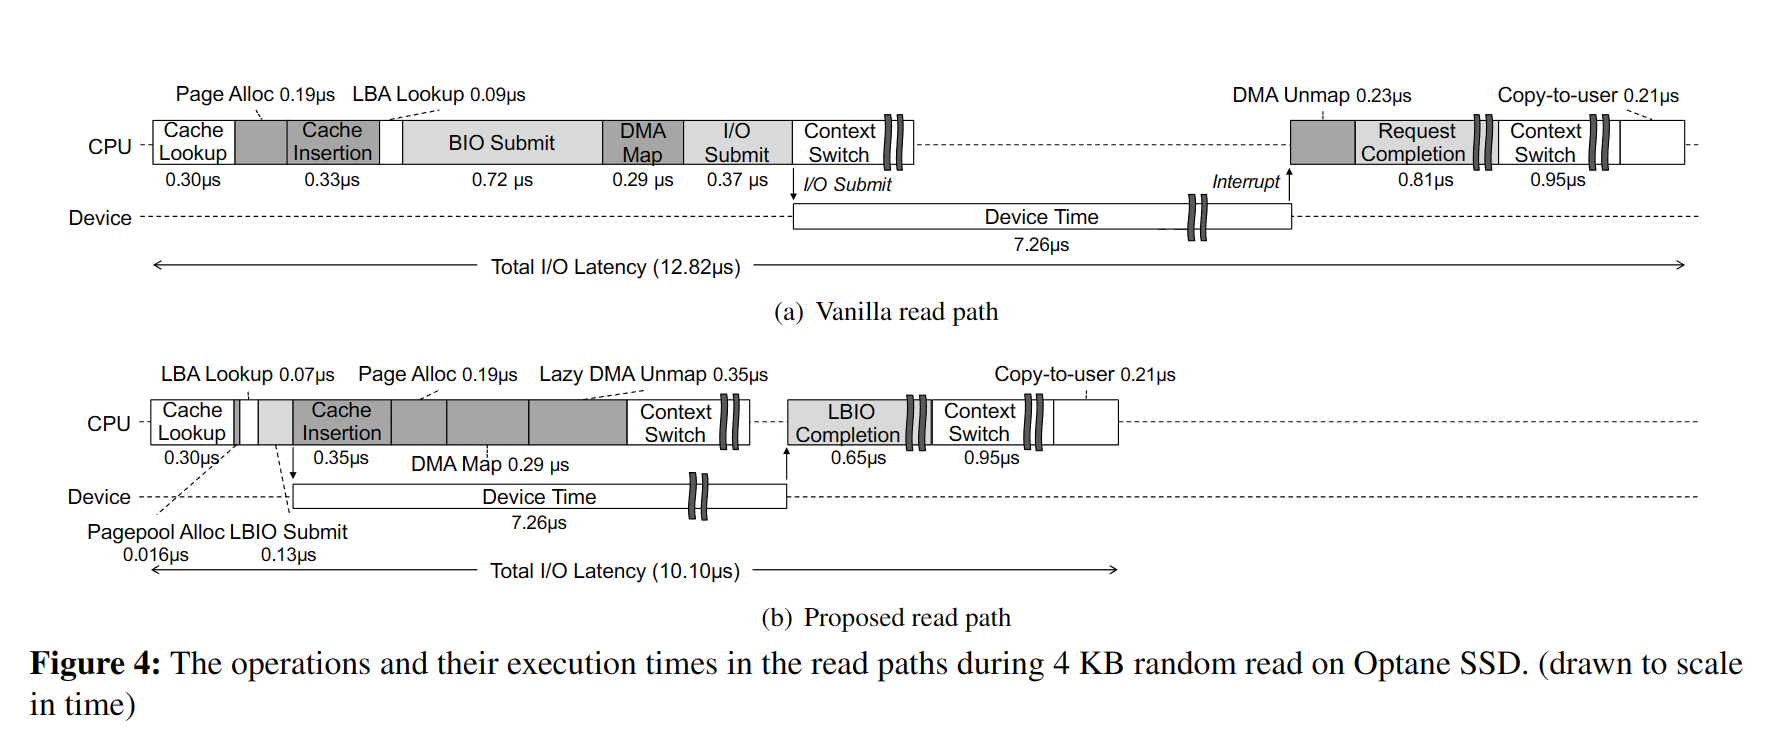 Page Alloc 0.19µs
LBA Lookup 0.09µs
DMA Unmap 0.23µs
Copy-to-user 0.21µs
CPU
Cache Lookup
Cache Insertion
BIO Submit
DMA Map
I/O Submit
Context Switch
Request Completion
Context Switch
0.30µs
0.33µs
0.72 µs
0.29 µs
0.37 µs
I/O Submit
Interrupt
0.81µs
0.95µs
Device
Device Time
7.26µs
Total I/O Latency (12.82µs)
(a) Vanilla read path
LBA Lookup 0.07µs
Page Alloc 0.19µs
Lazy DMA Unmap 0.35µs
Copy-to-user 0.21µs
CPU
Cache Lookup
Cache Insertion
Context Switch
LBIO Completion
Context Switch
0.30µs
0.35µs
DMA Map 0.29 µs
0.65µs
0.95µs
Device
Device Time
7.26µs
Pagepool Alloc
0.016µs
LBIO Submit
0.13µs
Total I/O Latency (10.10µs)
(b) Proposed read path
Figure 4: The operations and their execution times in the read paths during 4 KB random read on Optane SSD. (drawn to scale
in time)